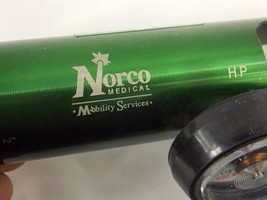 Norco
MEDICAL
• Mobility Services •
HP